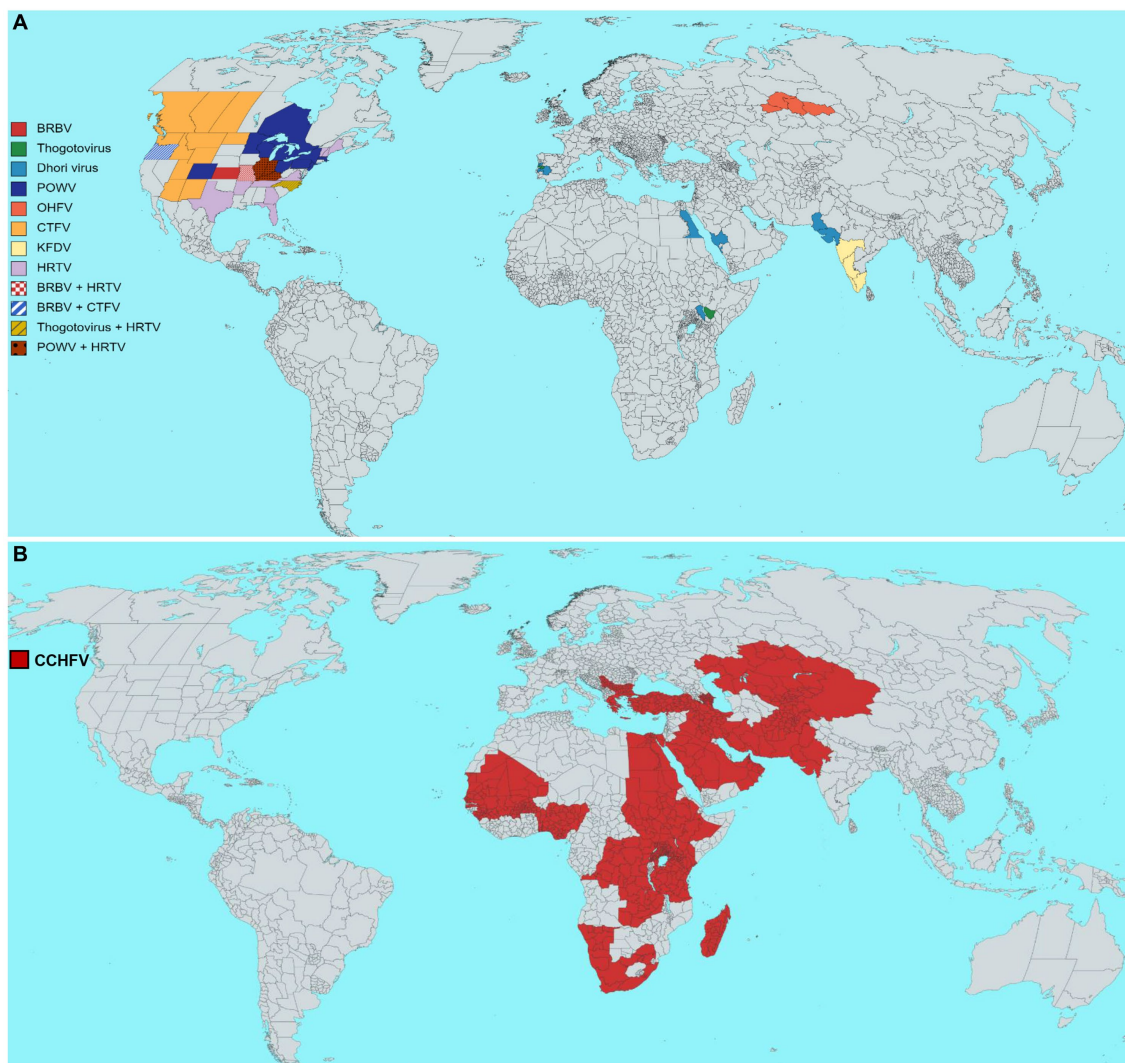 A
BRBV
Thogotovirus
Dhori virus
POWV
OHFV
CTFV
KFDV
HRTV
BRBV + HRTV
BRBV + CTFV
Thogotovirus + HRTV
POWV + HRTV
B
CCHFV